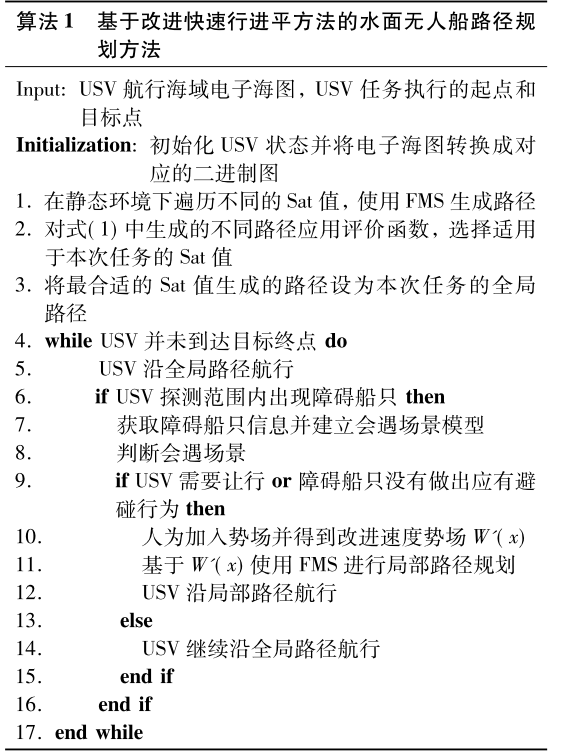 算法1 基于改进快速行进平方法的水面无人船路径规
划方法
Input: USV 航行海域电子海图, USV 任务执行的起点和
目标点
Initialization: 初始化 USV 状态并将电子海图转换成对
应的二进制图
1. 在静态环境下遍历不同的 Sat 值, 使用 FMS 生成路径
2. 对式(1) 中生成的不同路径应用评价函数, 选择适用
于本次任务的 Sat 值
3. 将最合适的 Sat 值生成的路径设为本次任务的全局
路径
4. while USV 并未到达目标终点 do
5. USV 沿全局路径航行
6. if USV 探测范围内出现障碍船只 then
7. 获取障碍船只信息并建立会遇场景模型
8. 判断会遇场景
9. if USV 需要让行 or 障碍船只没有做出应有避
碰行为 then
10. 人为加入势场并得到改进速度势场 W´(x)
11. 基于 W´(x) 使用 FMS 进行局部路径规划
12. USV 沿局部路径航行
13. else
14. USV 继续沿全局路径航行
15. end if
16. end if
17. end while